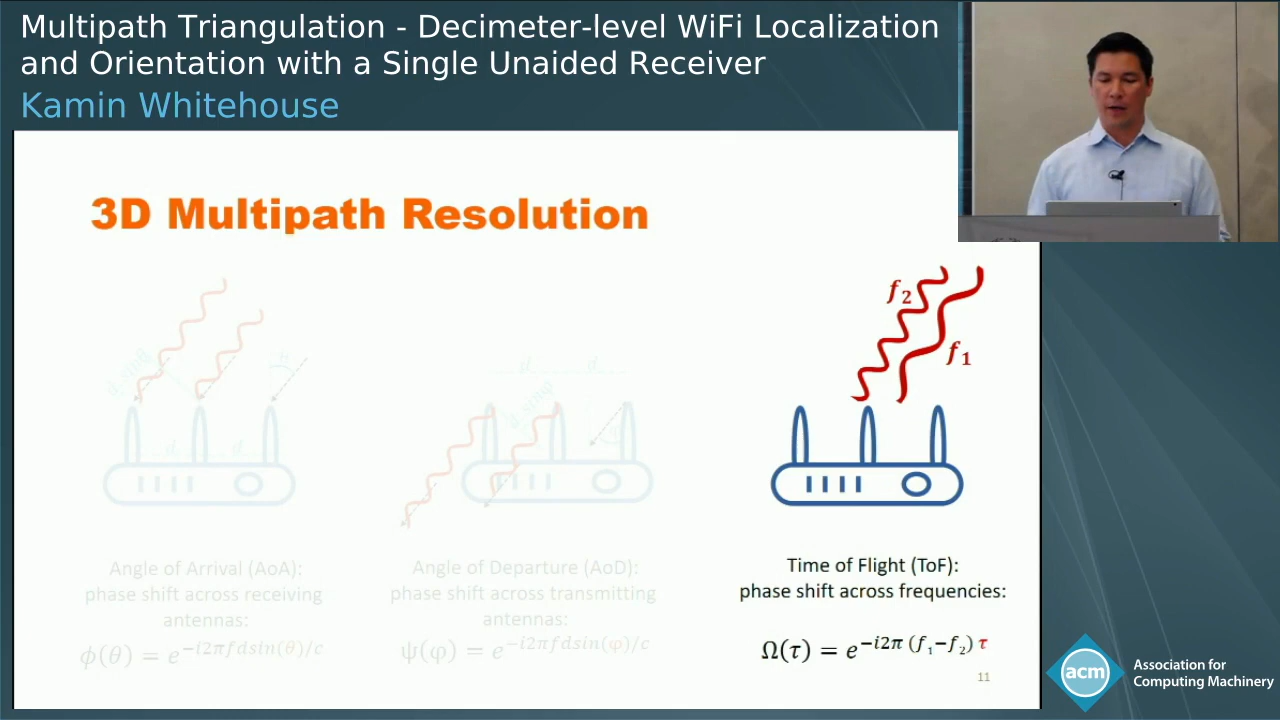 Multipath Triangulation - Decimeter-level WiFi Localization
and Orientation with a Single Unaided Receiver
Kamin Whitehouse
3D Multipath Resolution
f₂
f₁
d
d
d
d
Angle of Arrival (AoA):
phase shift across receiving
antennas:
ϕ(θ) = e^{−i2πfdsin(θ)/c}
Angle of Departure (AoD):
phase shift across transmitting
antennas:
ψ(φ) = e^{−i2πfdsin(φ)/c}
Time of Flight (ToF):
phase shift across frequencies:
Ω(τ) = e^{−i2π (f₁−f₂) τ}
11
acm
Association for
Computing Machinery